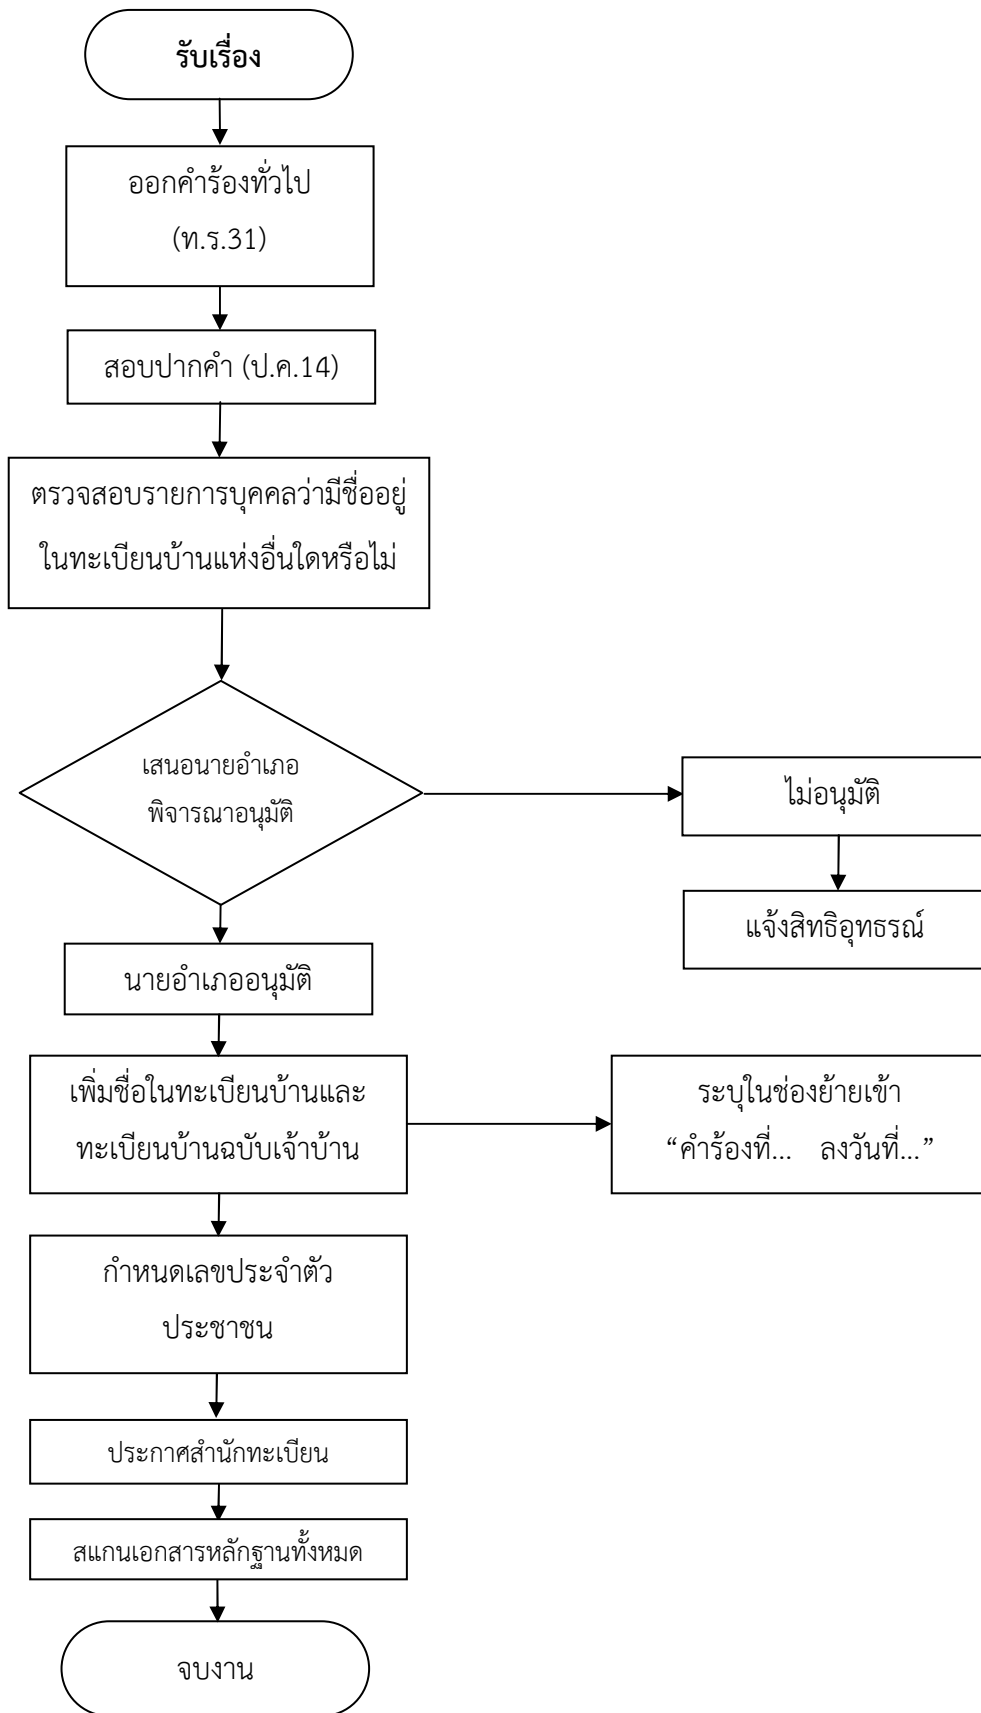 รับเรื่อง
ออกคำร้องทั่วไป
(ท.ร.31)
สอบปากคำ (ป.ค.14)
ตรวจสอบรายการบุคคลว่ามีชื่ออยู่
ในทะเบียนบ้านแห่งอื่นใดหรือไม่
เสนอนายอำเภอ
พิจารณาอนุมัติ
ไม่อนุมัติ
แจ้งสิทธิอุทธรณ์
นายอำเภออนุมัติ
เพิ่มชื่อในทะเบียนบ้านและ
ทะเบียนบ้านฉบับเจ้าบ้าน
ระบุในช่องย้ายเข้า
“คำร้องที่... ลงวันที่...”
กำหนดเลขประจำตัว
ประชาชน
ประกาศสำนักทะเบียน
สแกนเอกสารหลักฐานทั้งหมด
จบงาน